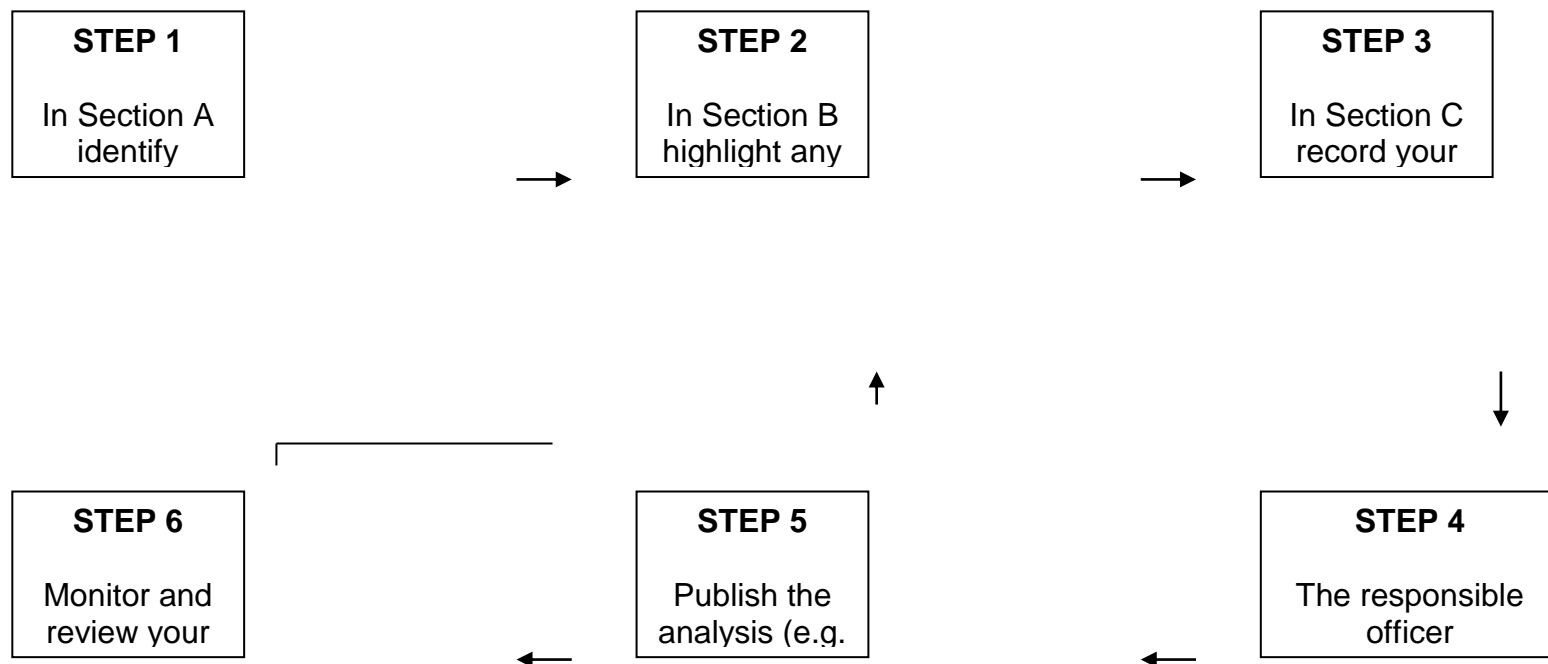 STEP 1
In Section A
identify
STEP 2
In Section B
highlight any
STEP 3
In Section C
record your
STEP 4
The responsible
officer
STEP 5
Publish the
analysis (e.g.
STEP 6
Monitor and
review your